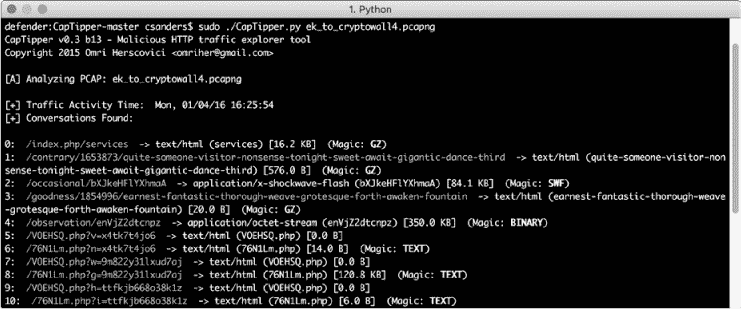 1. Python
defender:CapTipper-master csanders$ sudo ./CapTipper.py ek_to_cryptowall4.pcapng
CapTipper v0.3 b13 - Malicious HTTP traffic explorer tool
Copyright 2015 Omri Herscovici <omriher@gmail.com>
[A] Analyzing PCAP: ek_to_cryptowall4.pcapng
[+] Traffic Activity Time: Mon, 01/04/16 16:25:54
[+] Conversations Found:
0: /index.php/services -> text/html (services) [16.2 KB] (Magic: GZ)
1: /contrary/1653873/quite-someone-visitor-nonsense-tonight-sweet-await-gigantic-dance-third -> text/html (quite-someone-visitor-non
sense-tonight-sweet-await-gigantic-dance-third) [576.0 B] (Magic: GZ)
2: /occasional/bXJkeHFlYXhmaA -> application/x-shockwave-flash (bXJkeHFlYXhmaA) [84.1 KB] (Magic: SWF)
3: /goodness/1854996/earnest-fantastic-thorough-weave-grotesque-forth-awaken-fountain -> text/html (earnest-fantastic-thorough-weave
-grotesque-forth-awaken-fountain) [20.0 B] (Magic: GZ)
4: /observation/enVjZ2dtcnpz -> application/octet-stream (enVjZ2dtcnpz) [350.0 KB] (Magic: BINARY)
5: /VOEHSQ.php?v=x4tk7t4jo6 -> text/html (VOEHSQ.php) [0.0 B]
6: /76N1Lm.php?n=x4tk7t4jo6 -> text/html (76N1Lm.php) [14.0 B] (Magic: TEXT)
7: /VOEHSQ.php?w=9m822y31lxud7oj -> text/html (VOEHSQ.php) [0.0 B]
8: /76N1Lm.php?g=9m822y31lxud7oj -> text/html (76N1Lm.php) [120.8 KB] (Magic: TEXT)
9: /VOEHSQ.php?h=ttfkjb668o38k1z -> text/html (VOEHSQ.php) [0.0 B]
10: /76N1Lm.php?i=ttfkjb668o38k1z -> text/html (76N1Lm.php) [6.0 B] (Magic: TEXT)